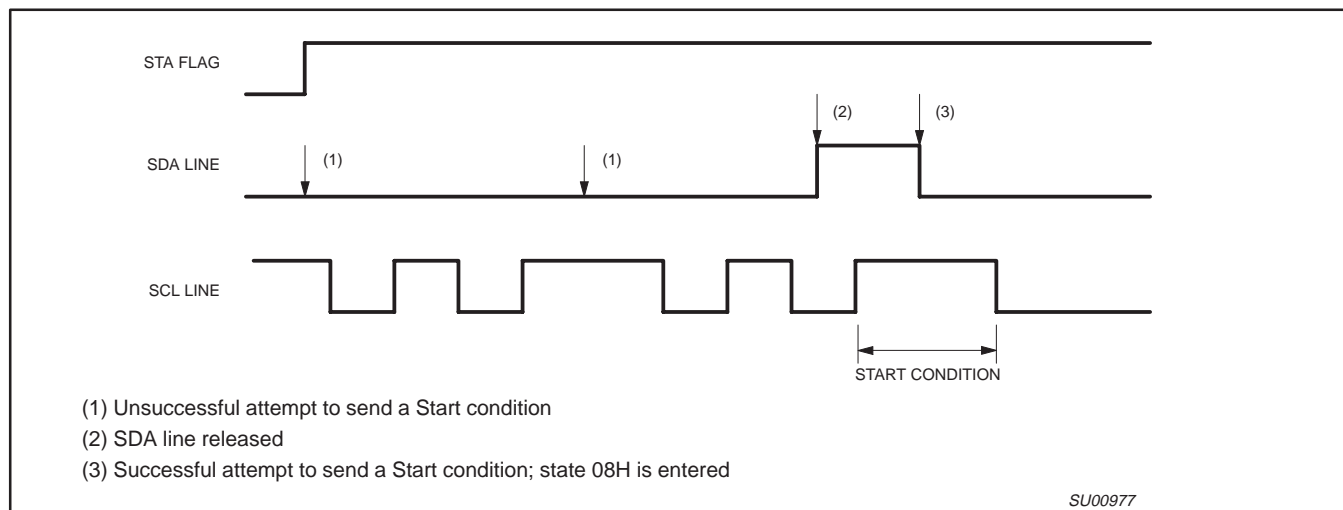 STA FLAG
(2)
(3)
SDA LINE
(1)
(1)
SCL LINE
START CONDITION
(1) Unsuccessful attempt to send a Start condition
(2) SDA line released
(3) Successful attempt to send a Start condition; state 08H is entered
SU00977